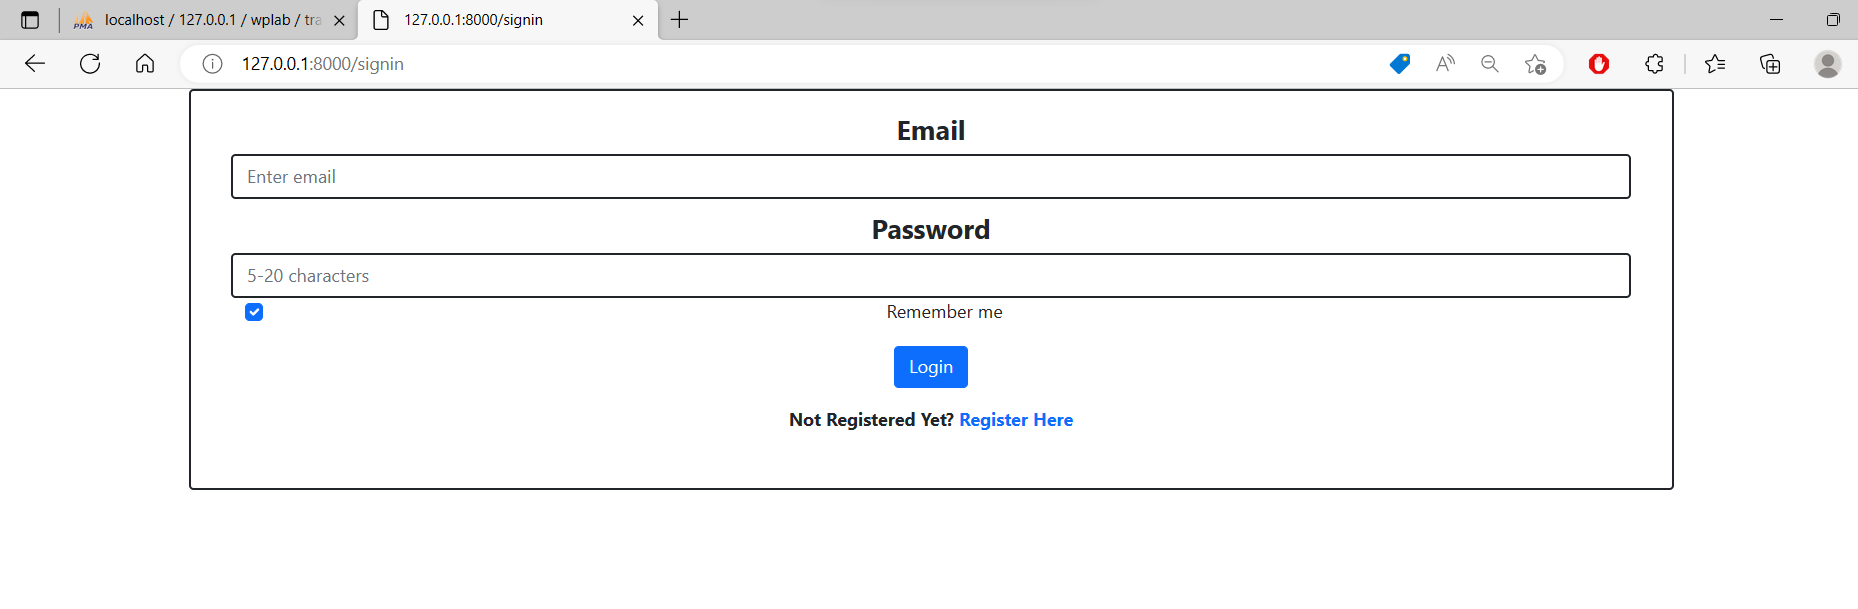 localhost / 127.0.0.1 / wplab / tra
127.0.0.1:8000/signin
127.0.0.1:8000/signin
Email
Enter email
Password
5-20 characters
Remember me
Login
Not Registered Yet? Register Here